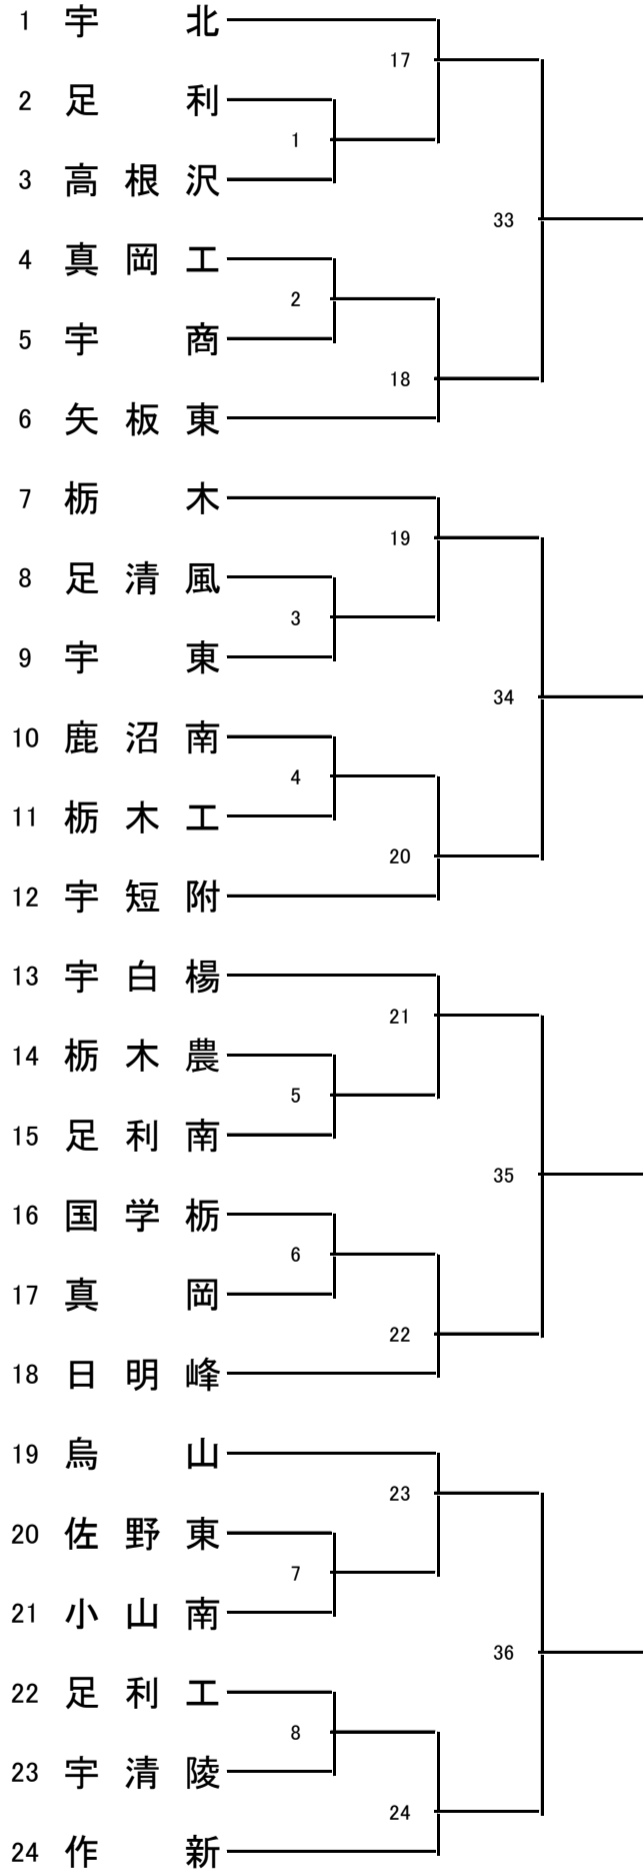 1 宇 北
17
2 足 利
1
3 高 根 沢
33
4 真 岡 工
2
5 宇 商
18
6 矢 板 東
7 栃 木
19
8 足 清 風
3
9 宇 東
34
10 鹿 沼 南
4
11 栃 木 工
20
12 宇 短 附
13 宇 白 楊
21
14 栃 木 農
5
15 足 利 南
35
16 国 学 栃
6
17 真 岡
22
18 日 明 峰
19 烏 山
23
20 佐 野 東
7
21 小 山 南
36
22 足 利 工
8
23 宇 清 陵
24
24 作 新